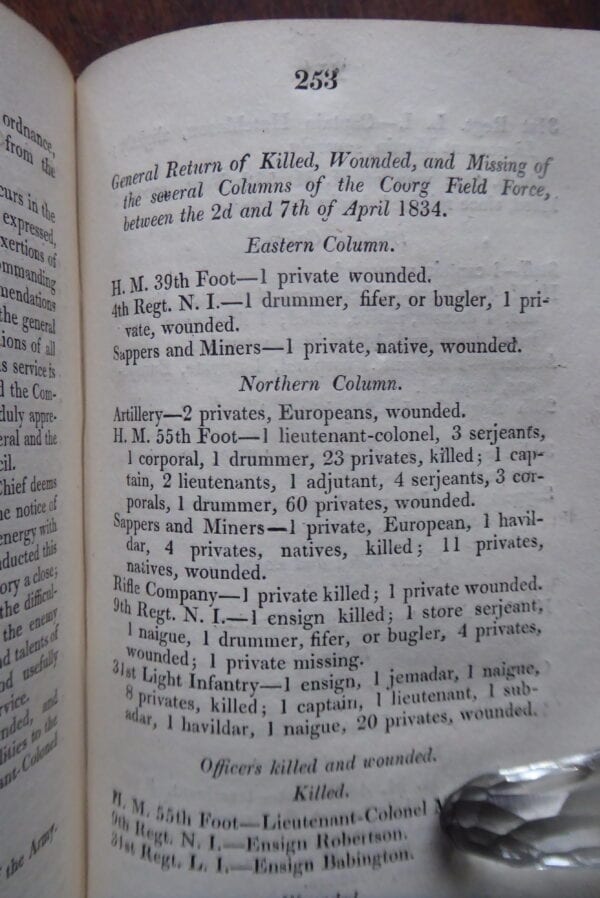 ordnance,
from the
curs in the
expressed,
xertions of
mmanding
mendations
the general
ions of all
s service is
d the Com-
duly appre-
eral and the
cil.
Chief deems
he notice of
energy with
nducted this
ory a close;
the difficul-
the enemy
nd talents of
nd usefully
rvice.
nded, and
lities to the
ant-Colonel
the Army.
253
General Return of Killed, Wounded, and Missing of
the several Columns of the Coorg Field Force,
between the 2d and 7th of April 1834.
Eastern Column.
H. M. 39th Foot—1 private wounded.
4th Regt. N. I.—1 drummer, fifer, or bugler, 1 pri-
vate, wounded.
Sappers and Miners—1 private, native, wounded.
Northern Column.
Artillery—2 privates, Europeans, wounded.
H. M. 55th Foot—1 lieutenant-colonel, 3 serjeants,
1 corporal, 1 drummer, 23 privates, killed; 1 cap-
tain, 2 lieutenants, 1 adjutant, 4 serjeants, 3 cor-
porals, 1 drummer, 60 privates, wounded.
Sappers and Miners—1 private, European, 1 havil-
dar, 4 privates, natives, killed; 11 privates,
natives, wounded.
Rifle Company—1 private killed; 1 private wounded.
9th Regt. N. I.—1 ensign killed; 1 store serjeant,
1 naigue, 1 drummer, fifer, or bugler, 4 privates,
wounded; 1 private missing.
31st Light Infantry—1 ensign, 1 jemadar, 1 naigue,
8 privates, killed; 1 captain, 1 lieutenant, 1 sub-
adar, 1 havildar, 1 naigue, 20 privates, wounded.
Officers killed and wounded.
Killed.
H. M. 55th Foot—Lieutenant-Colonel M
9th Regt. N. I.—Ensign Robertson.
31st Regt. L. I.—Ensign Babington.